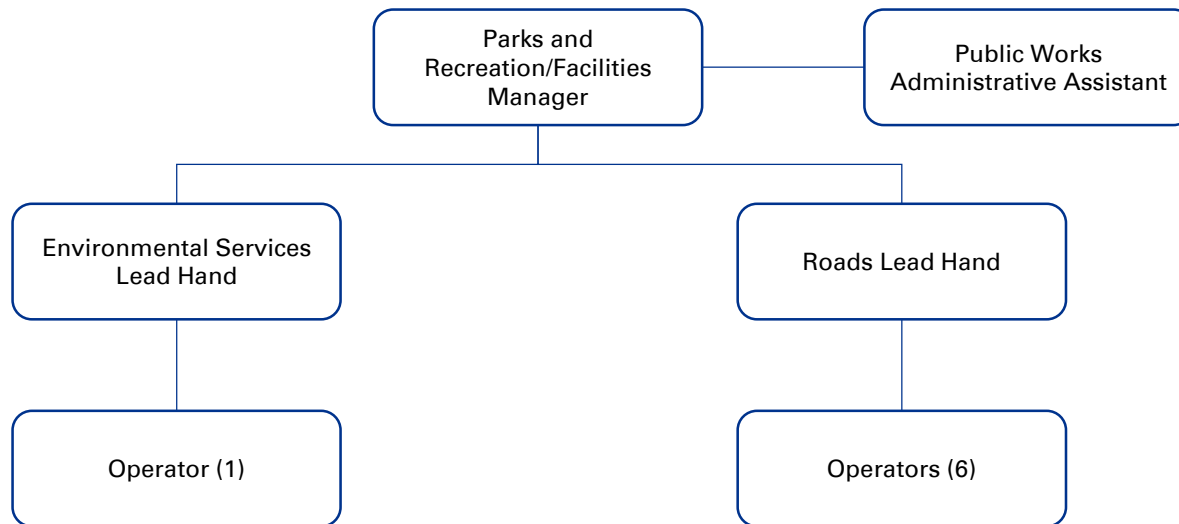 Parks and
Recreation/Facilities
Manager
Public Works
Administrative Assistant
Environmental Services
Lead Hand
Roads Lead Hand
Operator (1)
Operators (6)